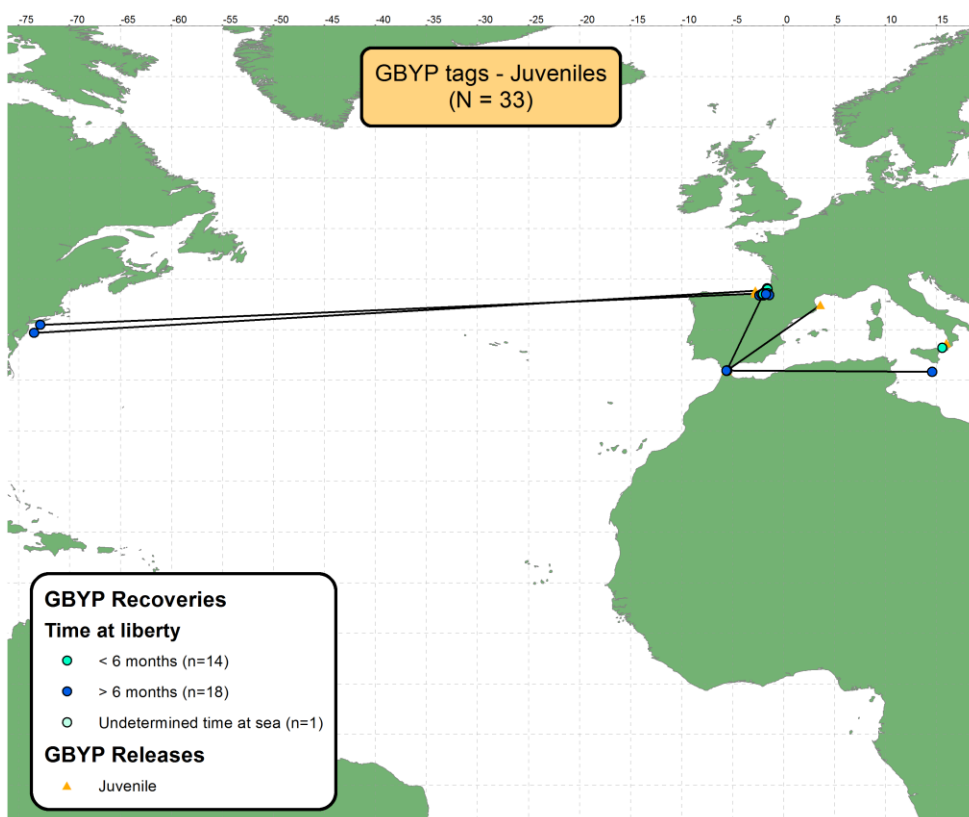 -75 -70 -65 -60 -55 -50 -45 -40 -35 -30 -25 -20 -15 -10 -5 0 5 10 15
GBYP tags - Juveniles
(N = 33)
GBYP Recoveries
Time at liberty
< 6 months (n=14)
> 6 months (n=18)
Undetermined time at sea (n=1)
GBYP Releases
Juvenile